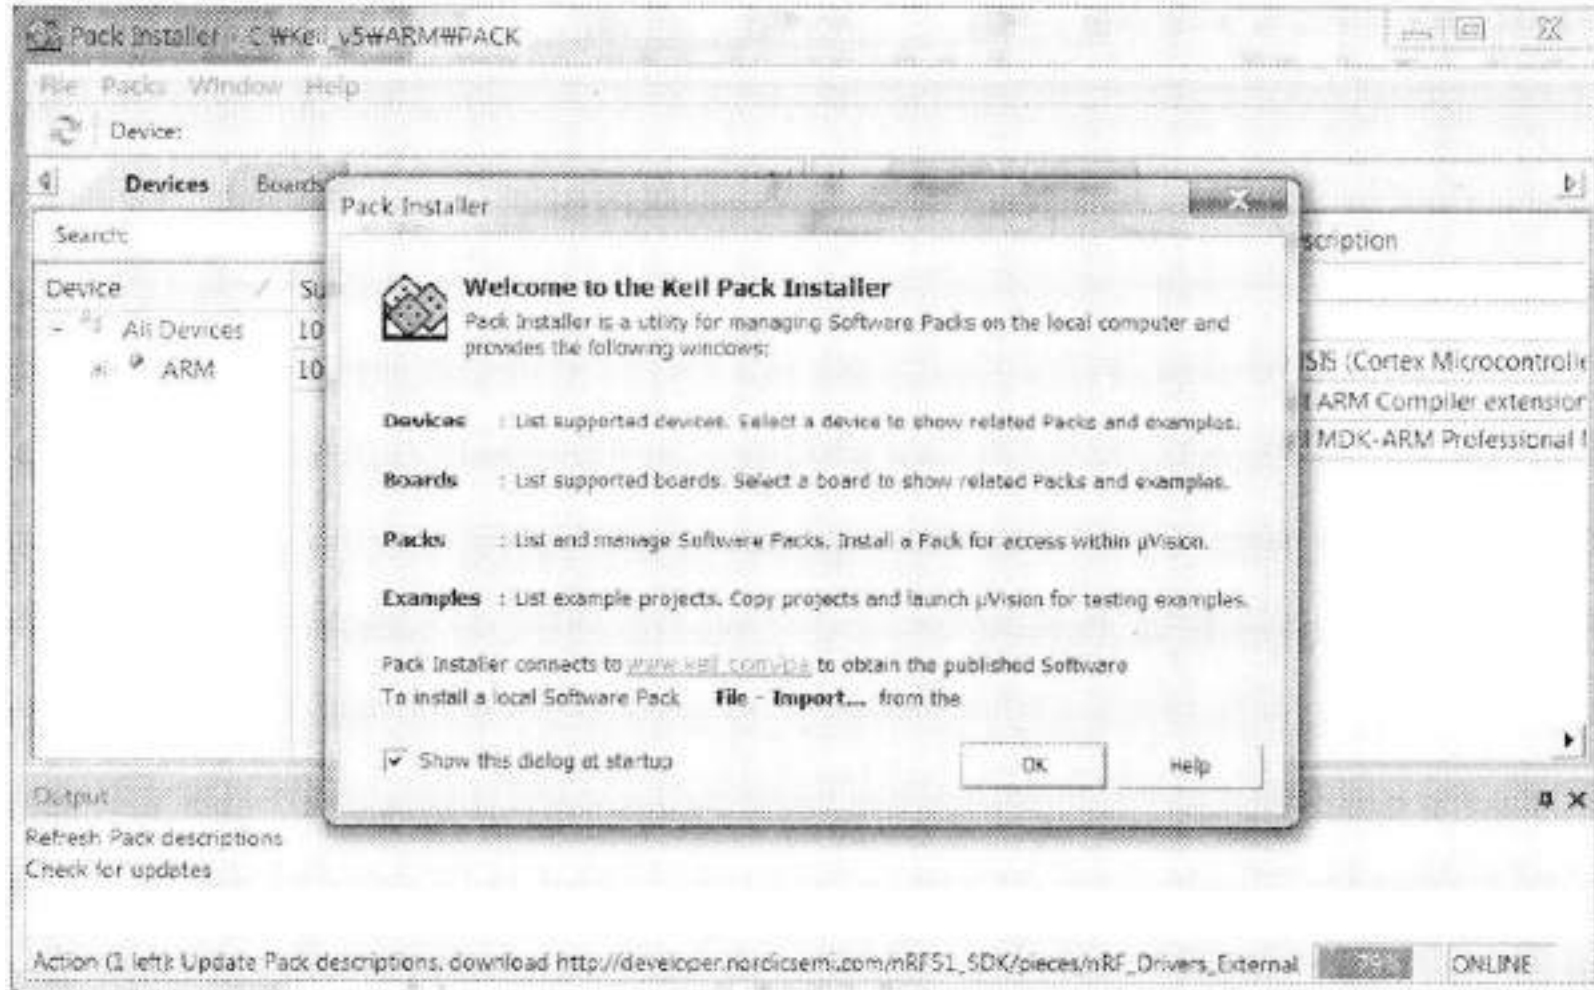 Pack Installer - C:₩Keil_v5₩ARM₩PACK
File Packs Window Help
Device:
Devices Boards
Search:
Device
All Devices 10
ARM 10
scription
SIS (Cortex Microcontrolle
ARM Compiler extension
MDK-ARM Professional
Pack Installer
Welcome to the Keil Pack Installer
Pack Installer is a utility for managing Software Packs on the local computer and
provides the following windows:
Devices : List supported devices. Select a device to show related Packs and examples.
Boards : List supported boards. Select a board to show related Packs and examples.
Packs : List and manage Software Packs. Install a Pack for access within µVision.
Examples : List example projects. Copy projects and launch µVision for testing examples.
Pack Installer connects to www.keil.com/pa to obtain the published Software
To install a local Software Pack File - Import... from the
Show this dialog at startup
OK Help
Output
Refresh Pack descriptions
Check for updates
Action (1 left): Update Pack descriptions, download http://developer.nordicsemi.com/nRF51_SDK/pieces/nRF_Drivers_External ONLINE